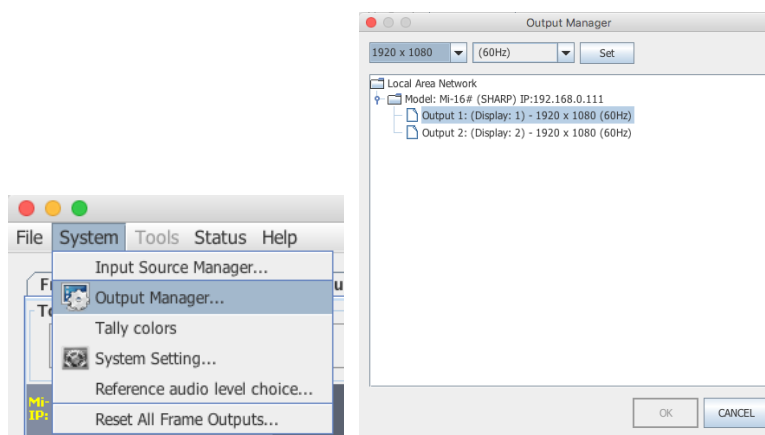 File System Tools Status Help
Input Source Manager...
Output Manager...
Tally colors
System Setting...
Reference audio level choice...
Reset All Frame Outputs...
Mi-
IP:
Output Manager
1920 x 1080 (60Hz) Set
Local Area Network
Model: Mi-16# (SHARP) IP:192.168.0.111
Output 1: (Display: 1) - 1920 x 1080 (60Hz)
Output 2: (Display: 2) - 1920 x 1080 (60Hz)
OK CANCEL